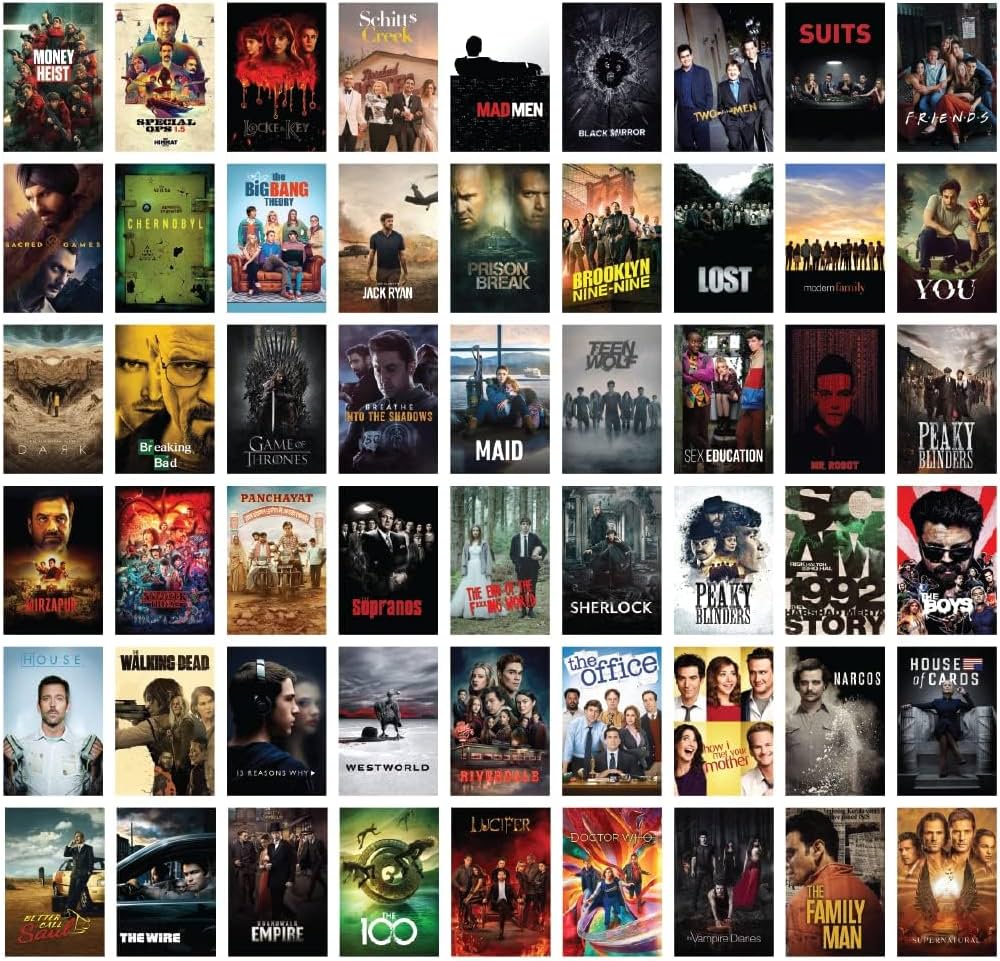 MONEY
HEIST
SPECIAL
OPS 1.5
HIMMAT
LOCKE & KEY
Schitt's
Creek
MAD MEN
BLACK MIRROR
TWO and a half MEN
SUITS
F·R·I·E·N·D·S
SACRED GAMES
CHERNOBYL
the
BIG BANG
THEORY
JACK RYAN
PRISON
BREAK
BROOKLYN
NINE-NINE
LOST
modern family
YOU
DARK
Breaking
Bad
GAME OF
THRONES
BREATHE
INTO THE SHADOWS
MAID
TEEN
WOLF
SEX EDUCATION
MR. ROBOT
PEAKY
BLINDERS
MIRZAPUR
STRANGER
THINGS
PANCHAYAT
THE
Sopranos
THE END OF THE
F***ING WORLD
SHERLOCK
PEAKY
BLINDERS
SCAM
1992
THE
HARSHAD MEHTA
STORY
THE
BOYS
HOUSE
THE
WALKING DEAD
13 REASONS WHY
WESTWORLD
RIVERDALE
the office
how i met your
mother
NARCOS
HOUSE
of CARDS
BETTER
CALL
Saul
THE WIRE
BOARDWALK
EMPIRE
THE
100
LUCIFER
DOCTOR WHO
the Vampire Diaries
THE
FAMILY
MAN
SUPERNATURAL